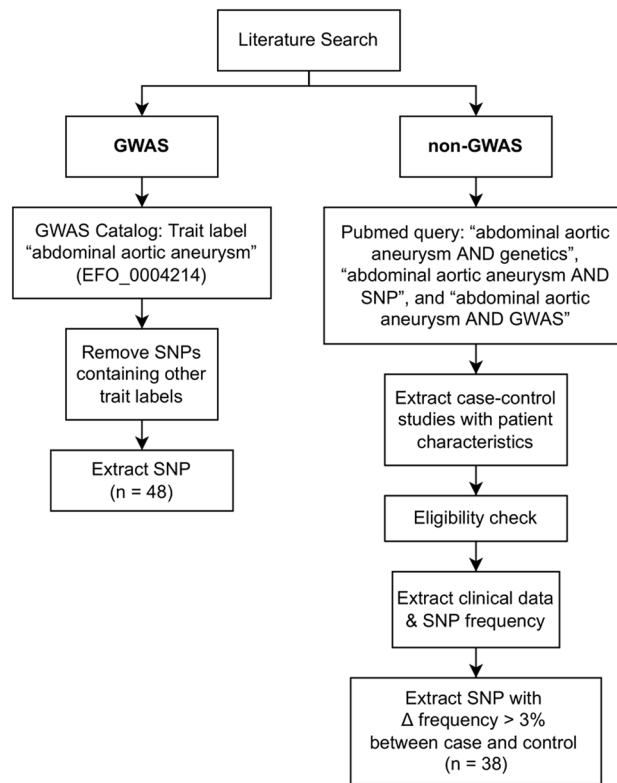 Literature Search
GWAS
non-GWAS
GWAS Catalog: Trait label
“abdominal aortic aneurysm”
(EFO_0004214)
Remove SNPs
containing other
trait labels
Extract SNP
(n = 48)
Pubmed query: “abdominal aortic
aneurysm AND genetics”,
“abdominal aortic aneurysm AND
SNP”, and “abdominal aortic
aneurysm AND GWAS”
Extract case-control
studies with patient
characteristics
Eligibility check
Extract clinical data
& SNP frequency
Extract SNP with
Δ frequency > 3%
between case and control
(n = 38)